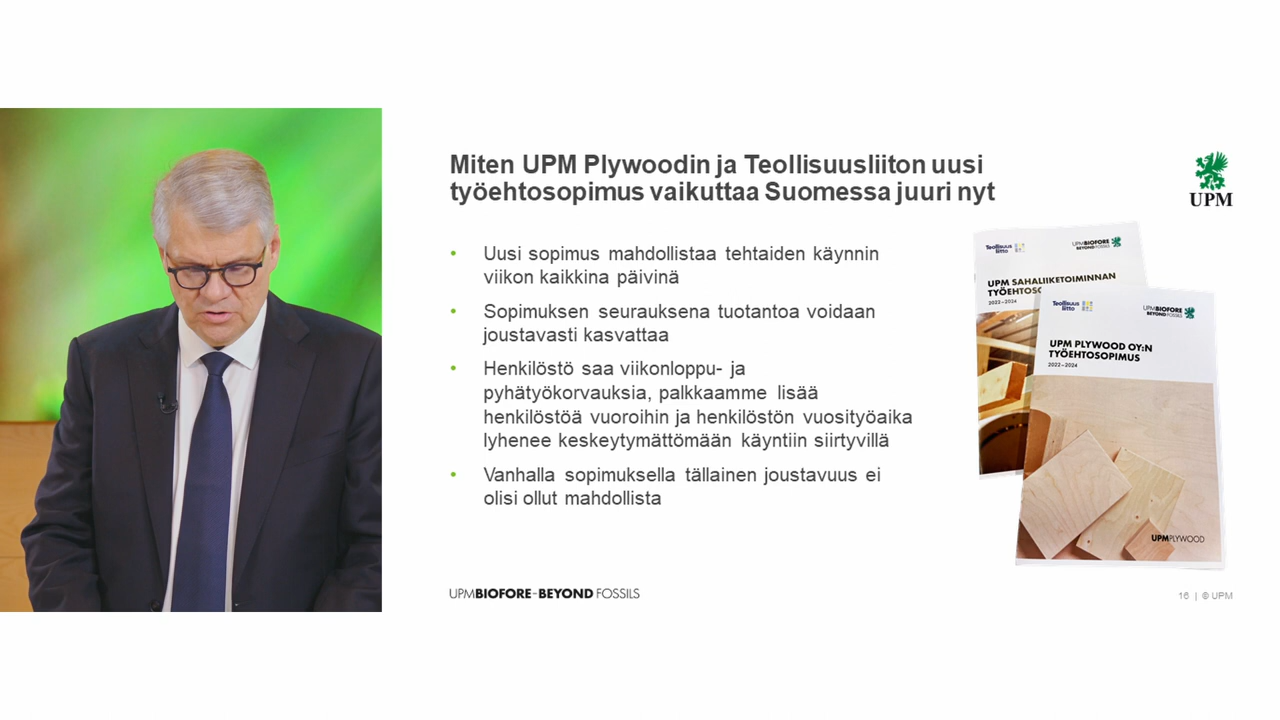 Miten UPM Plywoodin ja Teollisuusliiton uusi
työehtosopimus vaikuttaa Suomessa juuri nyt
UPM
• Uusi sopimus mahdollistaa tehtaiden käynnin
viikon kaikkina päivinä
• Sopimuksen seurauksena tuotantoa voidaan
joustavasti kasvattaa
• Henkilöstö saa viikonloppu- ja
pyhätyökorvauksia, palkkaamme lisää
henkilöstöä vuoroihin ja henkilöstön vuosityöaika
lyhenee keskeytymättömään käyntiin siirtyvillä
• Vanhalla sopimuksella tällainen joustavuus ei
olisi ollut mahdollista
Teollisuus
liitto
UPMBIOFORE
BEYOND FOSSILS
UPM SAHALIIKETOIMINNAN
2022–2024
Teollisuus
liitto
UPMBIOFORE
BEYOND FOSSILS
UPM PLYWOOD OY:N
TYÖEHTOSOPIMUS
2022–2024
UPMPLYWOOD
UPMBIOFORE–BEYOND FOSSILS
16 | © UPM